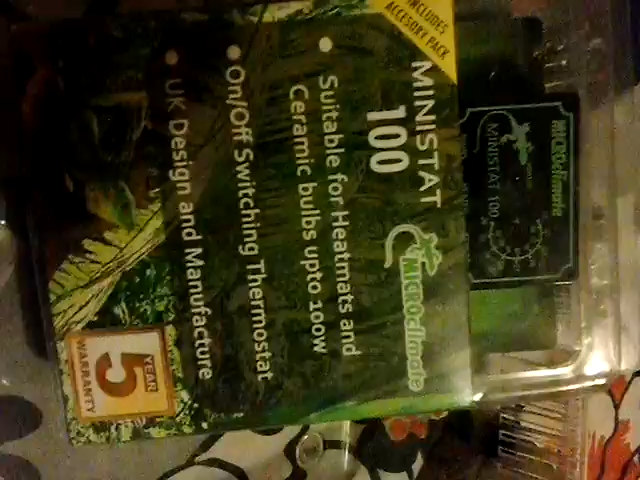 INCLUDES
ACCESORY PACK
MINISTAT
100
MICROclimate
Suitable for Heatmats and
Ceramic bulbs upto 100W
On/Off Switching Thermostat
UK Design and Manufacture
5
YEAR
WARRANTY
MICROclimate
MINISTAT 100